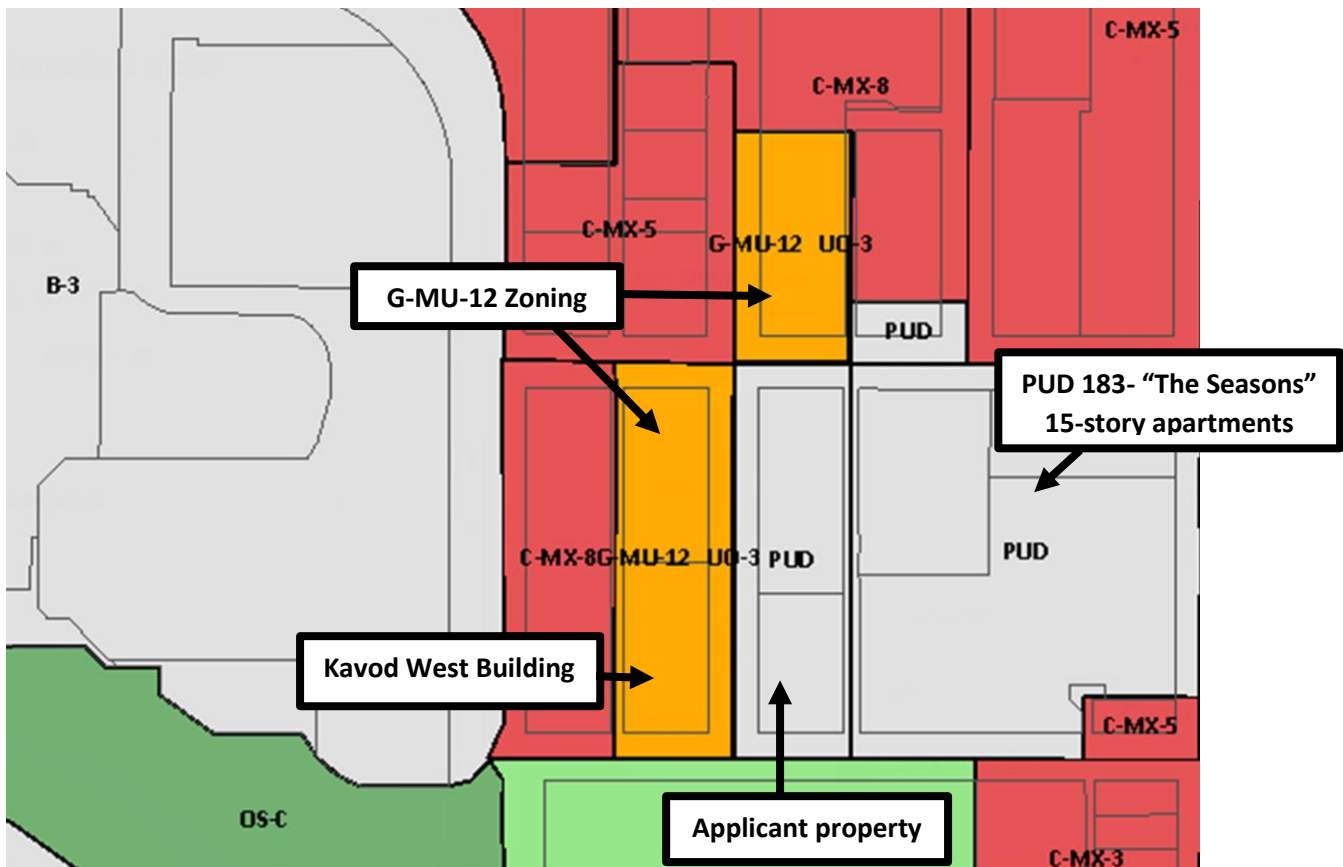 C-MX-5
C-MX-8
C-MX-5
G-MU-12 UO-3
B-3
G-MU-12 Zoning
PUD
PUD 183- “The Seasons”
15-story apartments
C-MX-8
G-MU-12 UO-3
PUD
PUD
Kavod West Building
C-MX-5
OS-C
Applicant property
C-MX-3